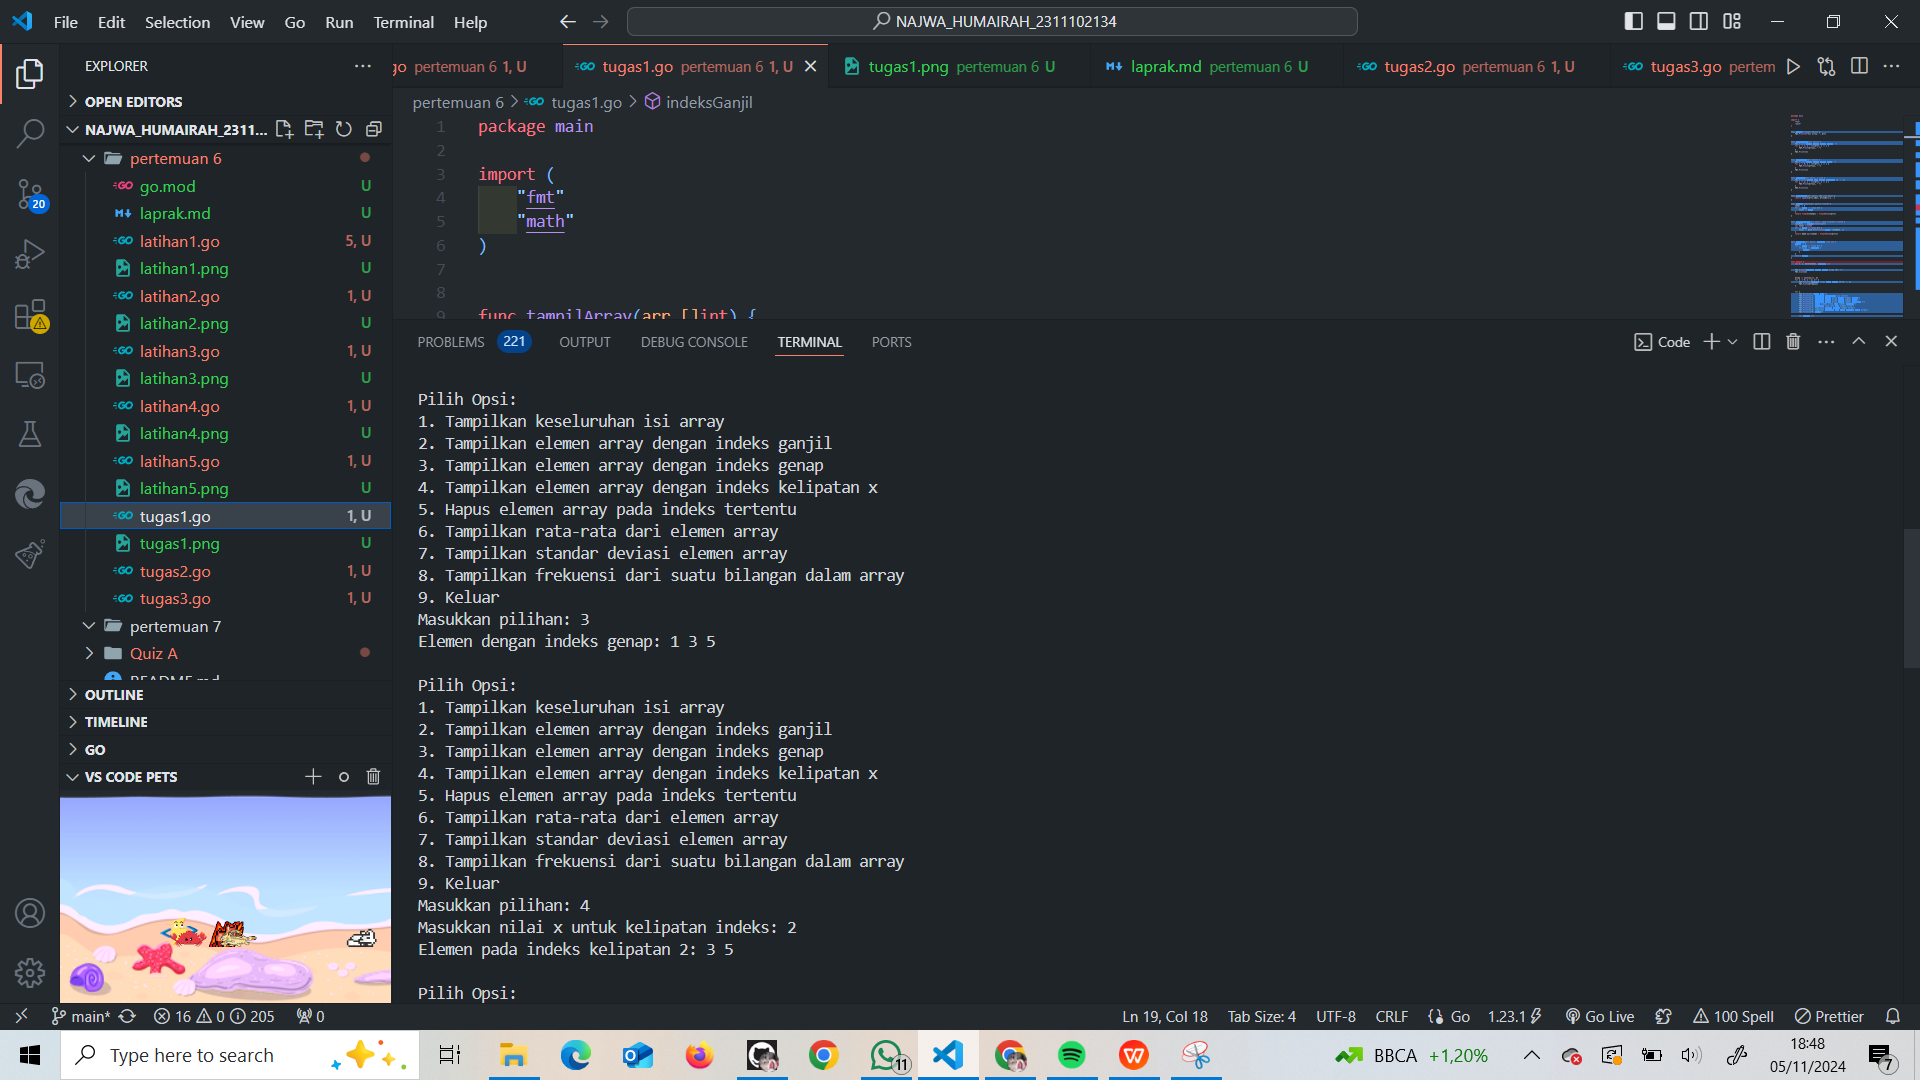 File Edit Selection View Go Run Terminal Help
NAJWA_HUMAIRAH_2311102134
EXPLORER
OPEN EDITORS
NAJWA_HUMAIRAH_2311...
pertemuan 6
go.mod U
laprak.md U
latihan1.go 5, U
latihan1.png U
latihan2.go 1, U
latihan2.png U
latihan3.go 1, U
latihan3.png U
latihan4.go 1, U
latihan4.png U
latihan5.go 1, U
latihan5.png U
tugas1.go 1, U
tugas1.png U
tugas2.go 1, U
tugas3.go 1, U
pertemuan 7
Quiz A
README.md
OUTLINE
TIMELINE
GO
VS CODE PETS
20
go pertemuan 6 1, U
tugas1.go pertemuan 6 1, U
tugas1.png pertemuan 6 U
laprak.md pertemuan 6 U
tugas2.go pertemuan 6 1, U
tugas3.go pertem
pertemuan 6 > tugas1.go > indeksGanjil
1 package main
2
3 import (
4 "fmt"
5 "math"
6 )
7
8
9 func tampilArray(arr []int) {
PROBLEMS 221 OUTPUT DEBUG CONSOLE TERMINAL PORTS
Code
Pilih Opsi:
1. Tampilkan keseluruhan isi array
2. Tampilkan elemen array dengan indeks ganjil
3. Tampilkan elemen array dengan indeks genap
4. Tampilkan elemen array dengan indeks kelipatan x
5. Hapus elemen array pada indeks tertentu
6. Tampilkan rata-rata dari elemen array
7. Tampilkan standar deviasi elemen array
8. Tampilkan frekuensi dari suatu bilangan dalam array
9. Keluar
Masukkan pilihan: 3
Elemen dengan indeks genap: 1 3 5
Pilih Opsi:
1. Tampilkan keseluruhan isi array
2. Tampilkan elemen array dengan indeks ganjil
3. Tampilkan elemen array dengan indeks genap
4. Tampilkan elemen array dengan indeks kelipatan x
5. Hapus elemen array pada indeks tertentu
6. Tampilkan rata-rata dari elemen array
7. Tampilkan standar deviasi elemen array
8. Tampilkan frekuensi dari suatu bilangan dalam array
9. Keluar
Masukkan pilihan: 4
Masukkan nilai x untuk kelipatan indeks: 2
Elemen pada indeks kelipatan 2: 3 5
Pilih Opsi:
main* 16 0 205 0
Ln 19, Col 18 Tab Size: 4 UTF-8 CRLF Go 1.23.1 Go Live 100 Spell Prettier
Type here to search
11
BBCA +1,20%
18:48
05/11/2024
7